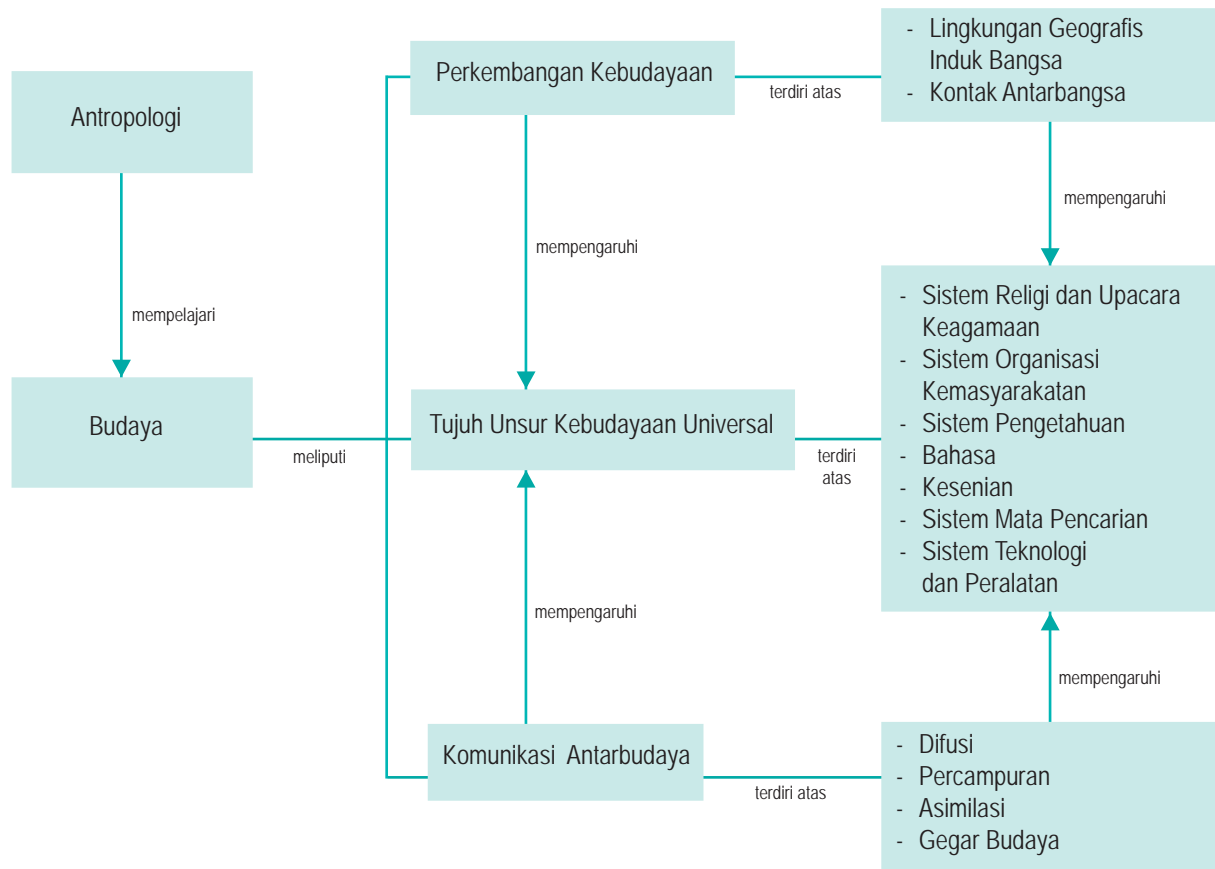 Antropologi
mempelajari
Budaya
meliputi
Perkembangan Kebudayaan
terdiri atas
- Lingkungan Geografis
Induk Bangsa
- Kontak Antarbangsa
mempengaruhi
mempengaruhi
Tujuh Unsur Kebudayaan Universal
terdiri
atas
- Sistem Religi dan Upacara
Keagamaan
- Sistem Organisasi
Kemasyarakatan
- Sistem Pengetahuan
- Bahasa
- Kesenian
- Sistem Mata Pencarian
- Sistem Teknologi
dan Peralatan
mempengaruhi
mempengaruhi
Komunikasi Antarbudaya
terdiri atas
- Difusi
- Percampuran
- Asimilasi
- Gegar Budaya